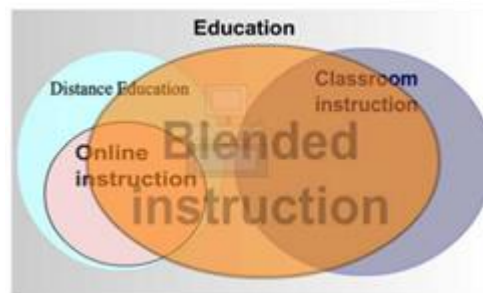 Education
Distance Education
Classroom
instruction
Online
instruction
Blended
instruction